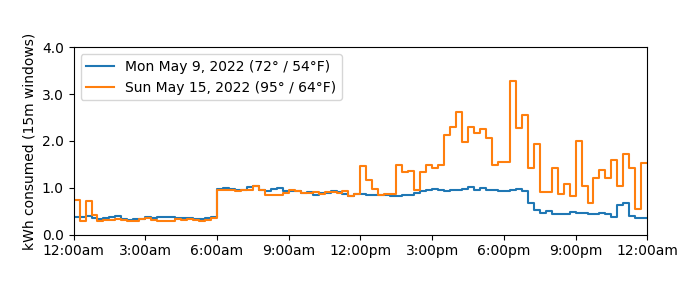 4.0
3.0
2.0
1.0
0.0
kWh consumed (15m windows)
Mon May 9, 2022 (72° / 54°F)
Sun May 15, 2022 (95° / 64°F)
12:00am 3:00am 6:00am 9:00am 12:00pm 3:00pm 6:00pm 9:00pm 12:00am